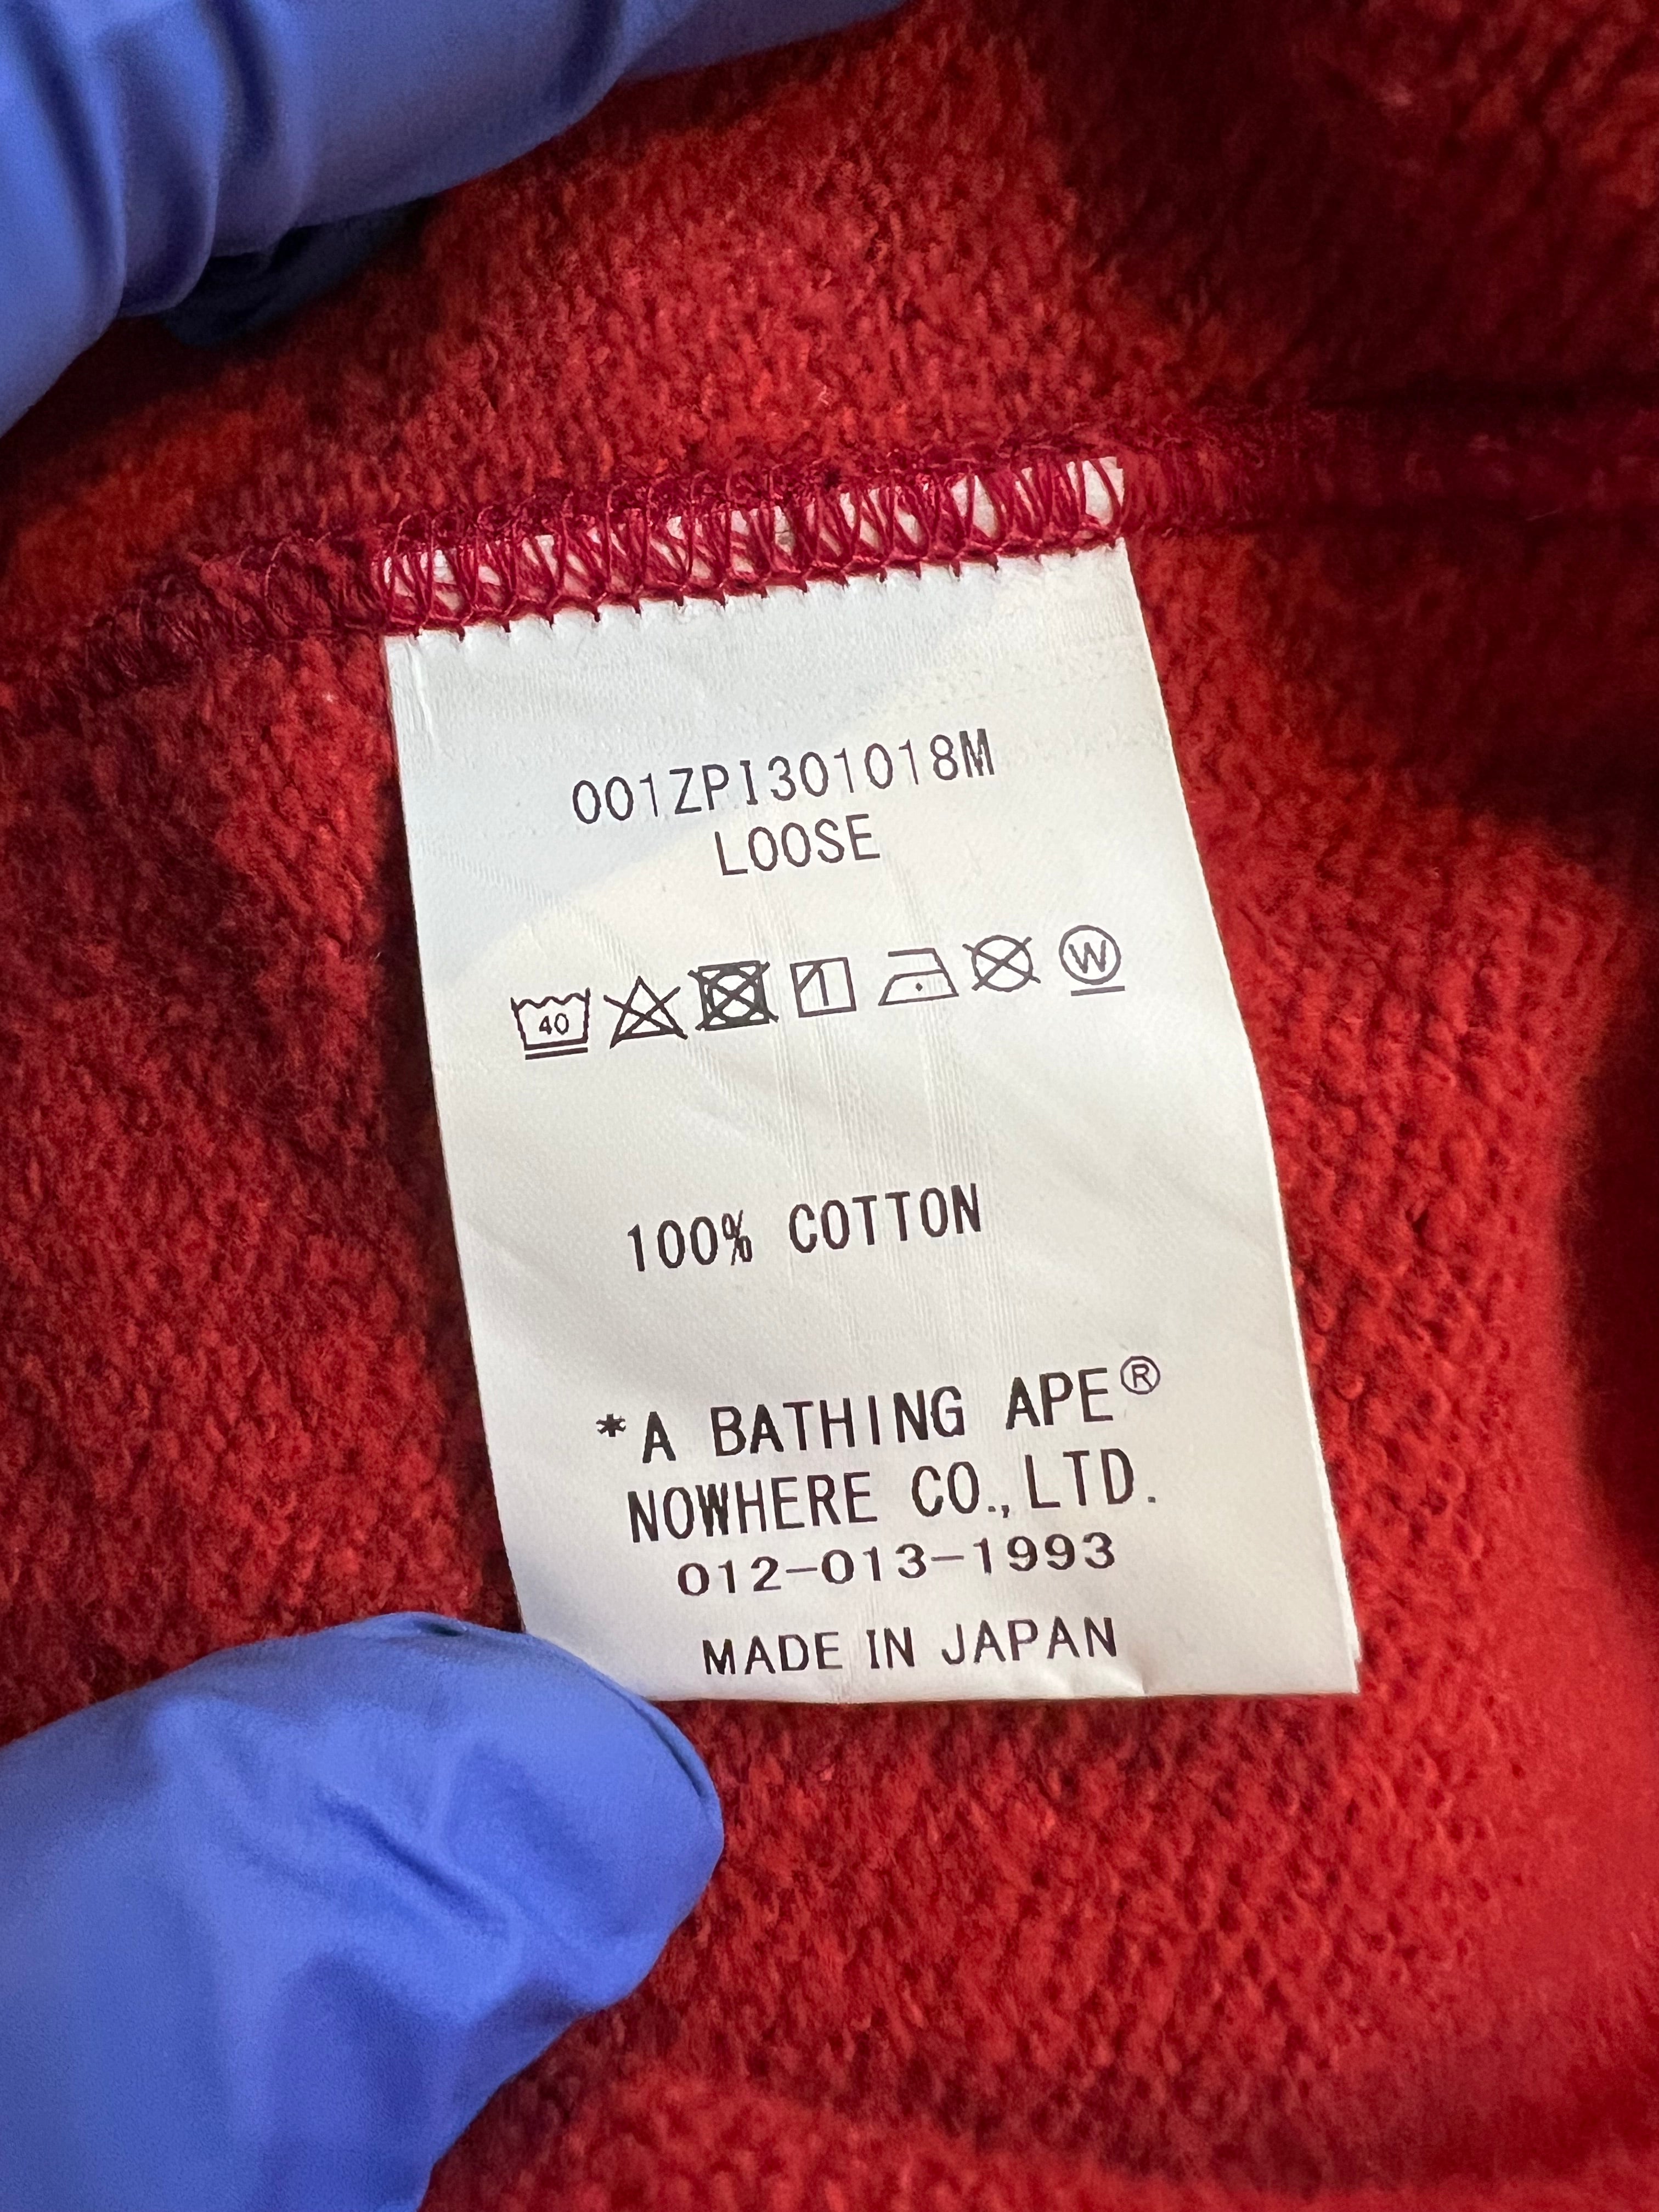 001ZPI301018M
LOOSE
40 W
100% COTTON
*A BATHING APE®
NOWHERE CO.,LTD.
012-013-1993
MADE IN JAPAN